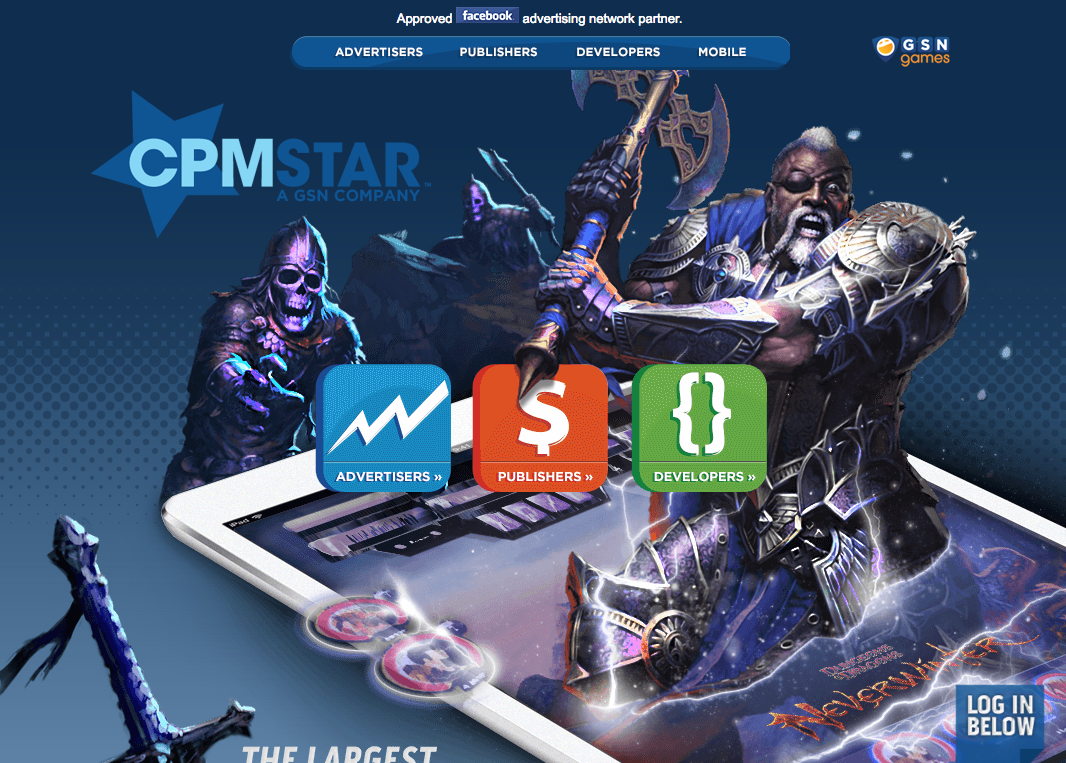 Approved facebook advertising network partner.
ADVERTISERS PUBLISHERS DEVELOPERS MOBILE
GSN
games
CPMSTAR™
A GSN COMPANY
ADVERTISERS »
PUBLISHERS »
DEVELOPERS »
iPad
DUNGEONS
& DRAGONS
NEVERWINTER
LOG IN
BELOW
THE LARGEST